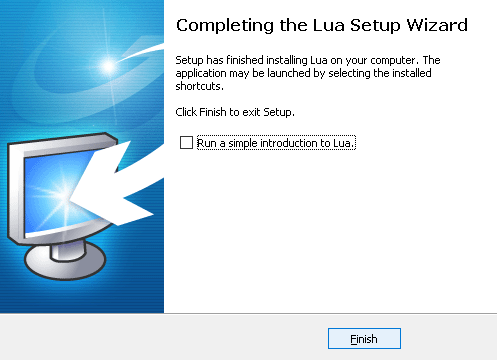 Completing the Lua Setup Wizard
Setup has finished installing Lua on your computer. The
application may be launched by selecting the installed
shortcuts.
Click Finish to exit Setup.
Run a simple introduction to Lua.
Finish